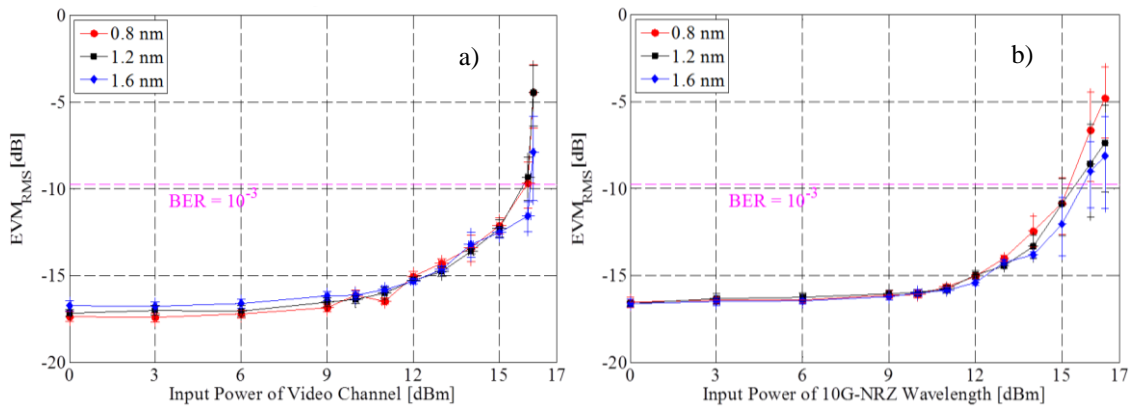 0
-5
-10
-15
-20
EVM_RMS [dB]
0.8 nm
1.2 nm
1.6 nm
a)
BER = 10^-3
0 3 6 9 12 15 17
Input Power of Video Channel [dBm]
0
-5
-10
-15
-20
EVM_RMS [dB]
0.8 nm
1.2 nm
1.6 nm
b)
BER = 10^-3
0 3 6 9 12 15 17
Input Power of 10G-NRZ Wavelength [dBm]